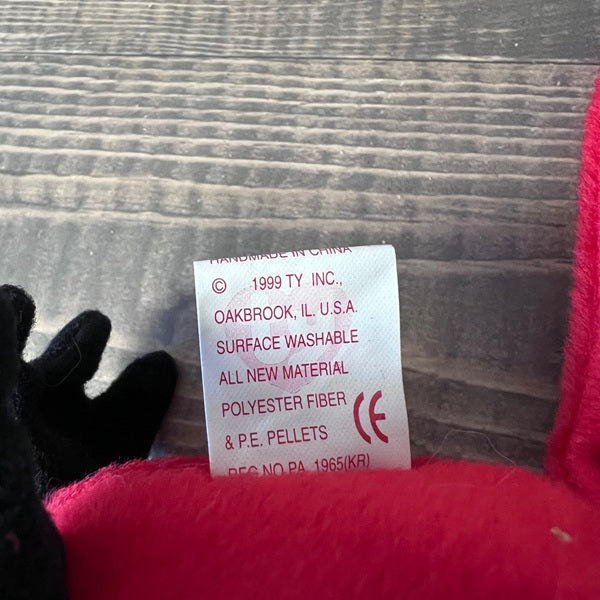 HANDMADE IN CHINA
© 1999 TY INC.,
OAKBROOK, IL. U.S.A.
SURFACE WASHABLE
ALL NEW MATERIAL
POLYESTER FIBER
& P.E. PELLETS
CE
REG NO PA. 1965(KR)